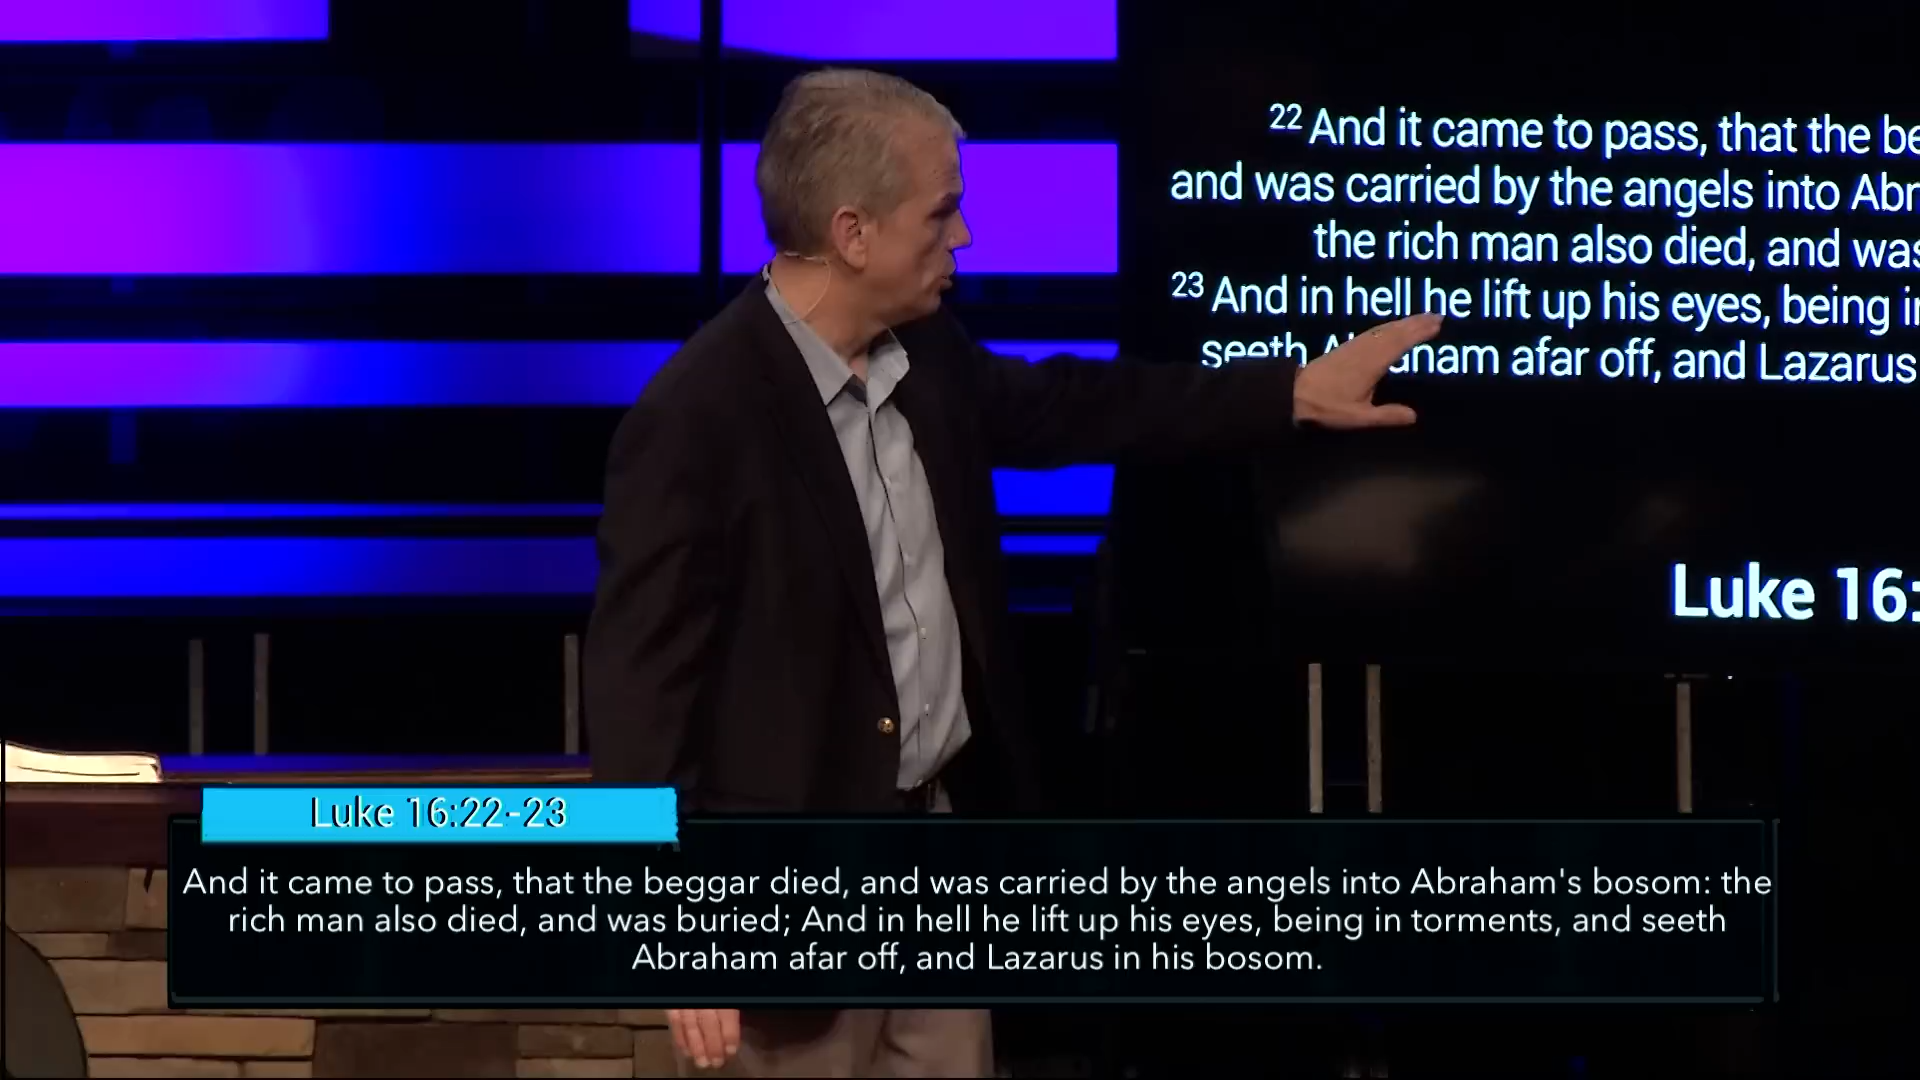 22 And it came to pass, that the
and was carried by the angels into
the rich man also died, and was
23 And in hell he lift up his eyes, being
seeth afar off, and Lazarus
Luke 16:
Luke 16:22-23
And it came to pass, that the beggar died, and was carried by the angels into Abraham's bosom: the
rich man also died, and was buried; And in hell he lift up his eyes, being in torments, and seeth
Abraham afar off, and Lazarus in his bosom.